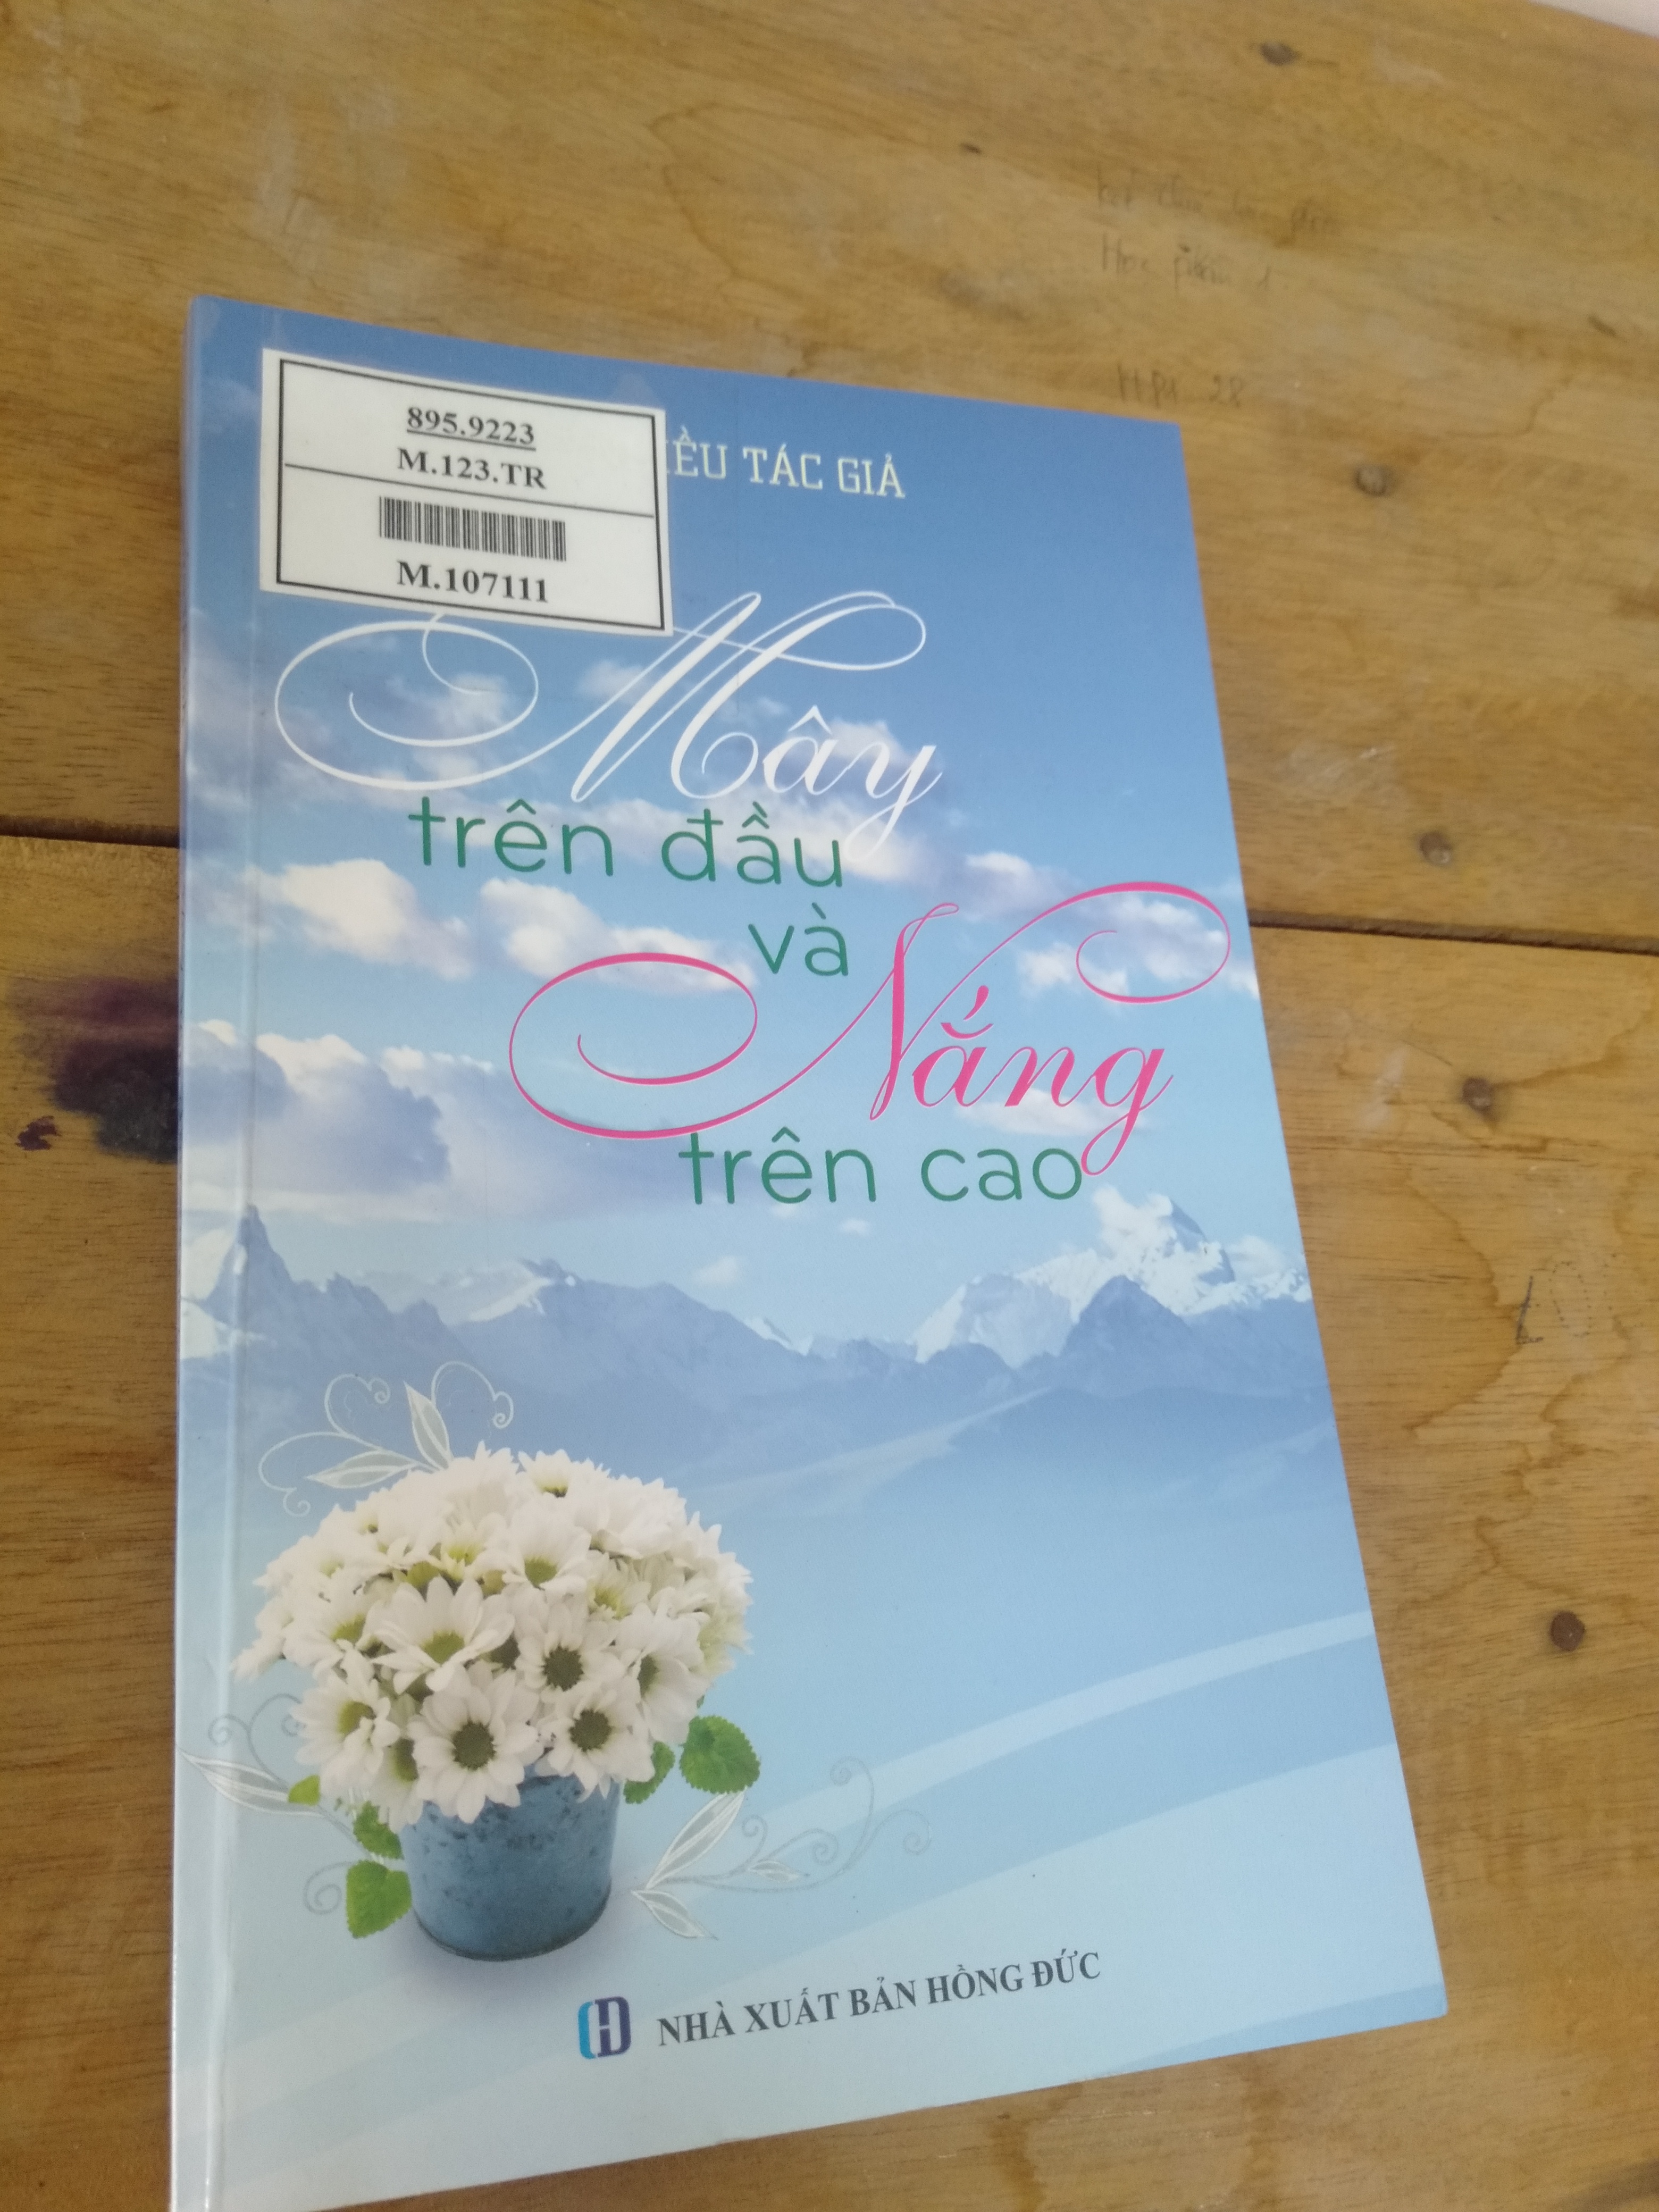 895.9223
M.123.TR
M.107111
ỀU TÁC GIẢ
Mây
trên đầu
và
Nắng
trên cao
NHÀ XUẤT BẢN HỒNG ĐỨC